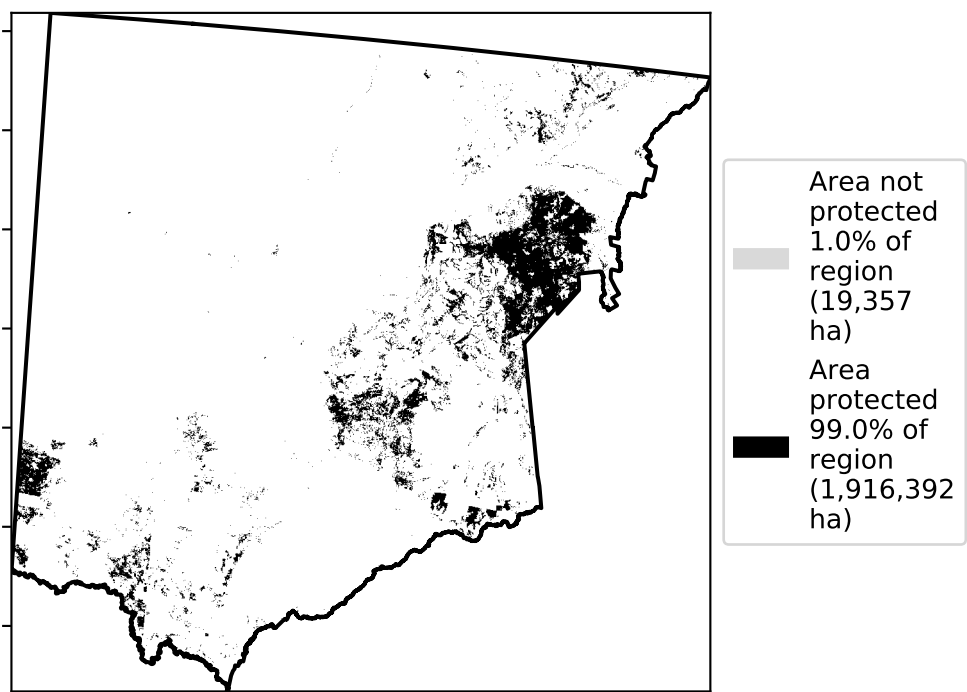 Area not
protected
1.0% of
region
(19,357
ha)
Area
protected
99.0% of
region
(1,916,392
ha)